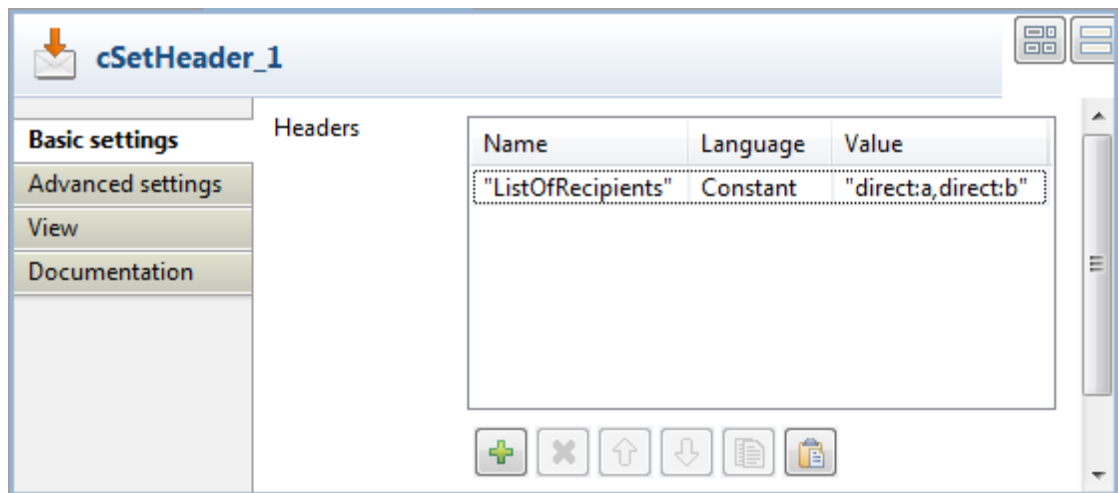 cSetHeader_1
Basic settings
Advanced settings
View
Documentation
Headers
Name Language Value
"ListOfRecipients" Constant "direct:a,direct:b"